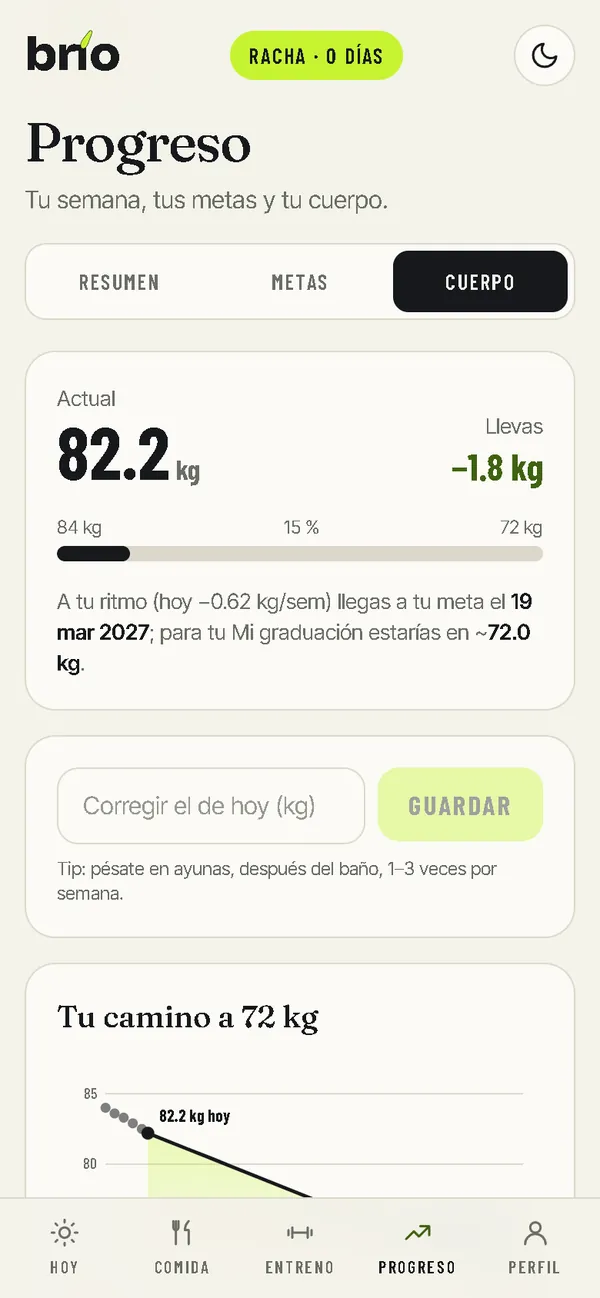 brío
RACHA · 0 DÍAS
Progreso
Tu semana, tus metas y tu cuerpo.
RESUMEN
METAS
CUERPO
Actual
82.2 kg
Llevas
−1.8 kg
84 kg
15 %
72 kg
A tu ritmo (hoy −0.62 kg/sem) llegas a tu meta el 19
mar 2027; para tu Mi graduación estarías en ~72.0
kg.
Corregir el de hoy (kg)
GUARDAR
Tip: pésate en ayunas, después del baño, 1–3 veces por
semana.
Tu camino a 72 kg
85
82.2 kg hoy
80
HOY
COMIDA
ENTRENO
PROGRESO
PERFIL